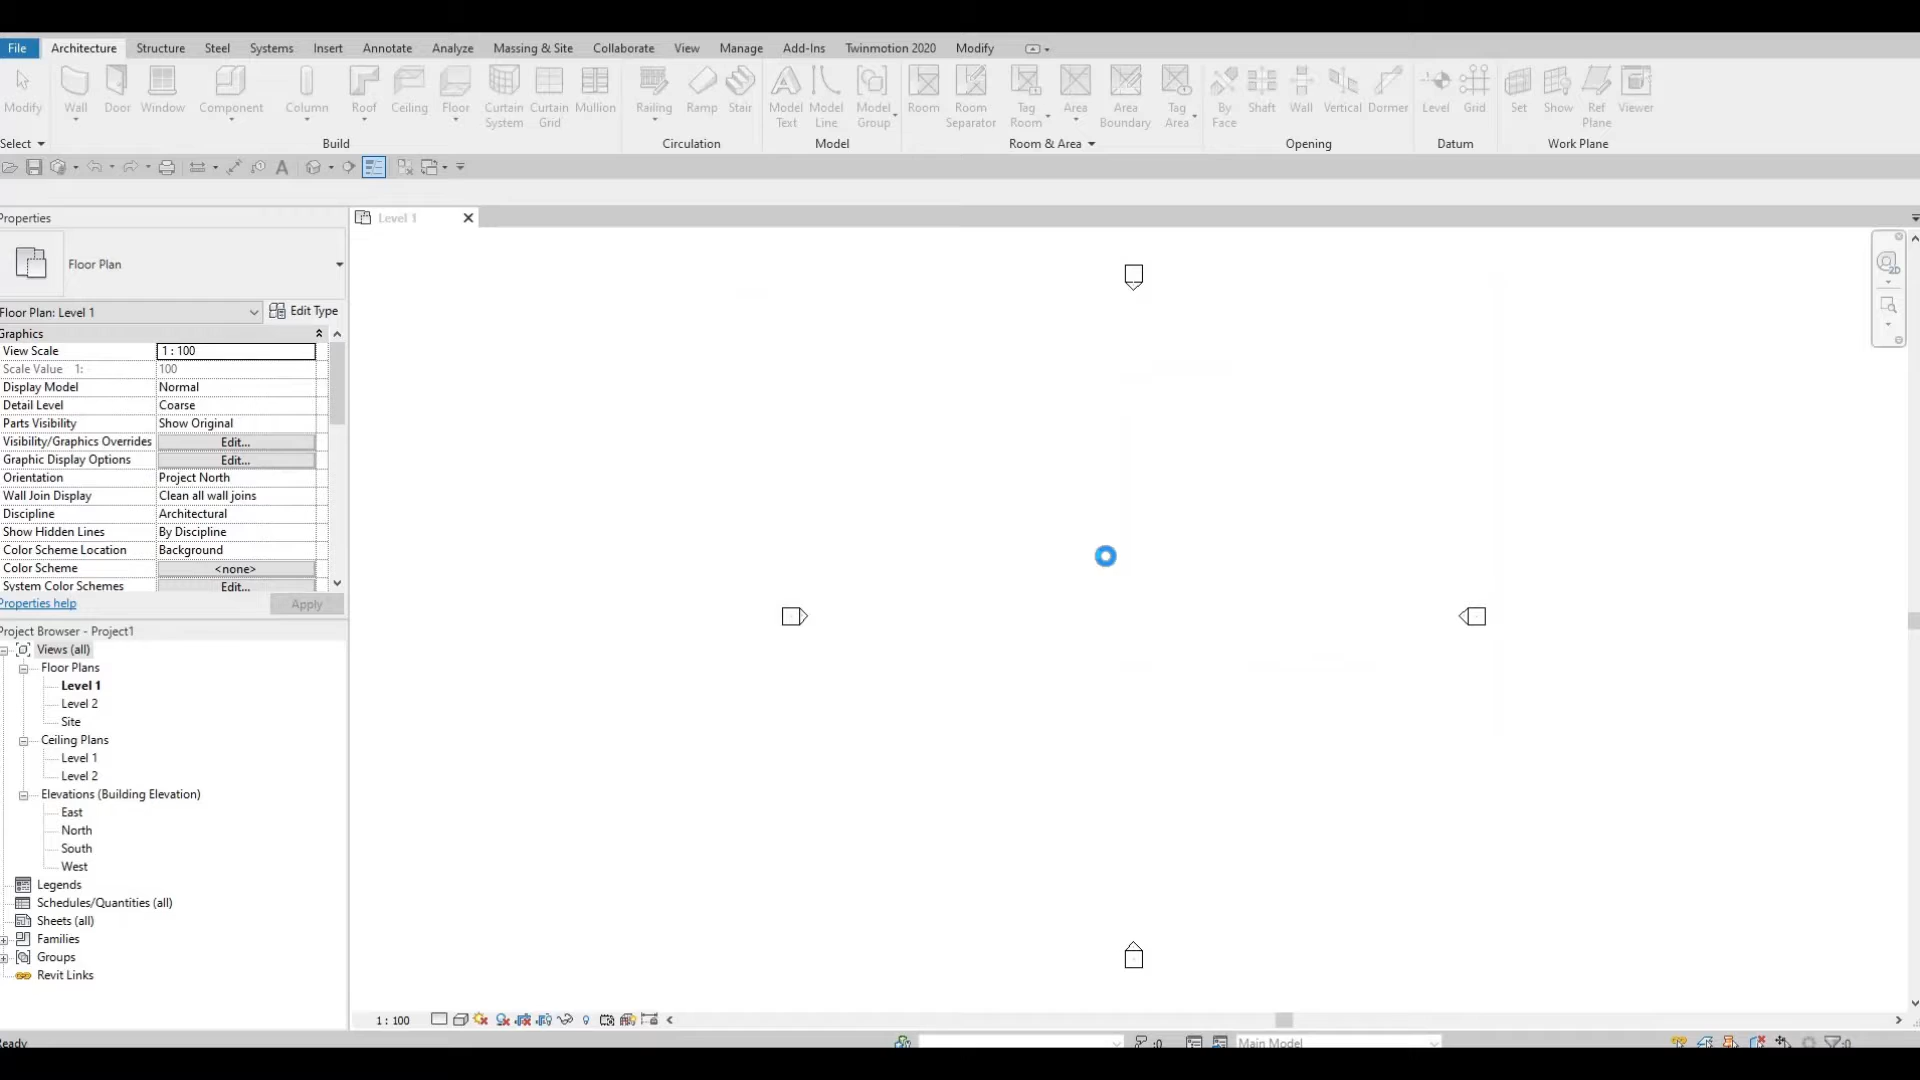 File Architecture Structure Steel Systems Insert Annotate Analyze Massing & Site Collaborate View Manage Add-Ins Twinmotion 2020 Modify
Modify Wall Door Window Component Column Roof Ceiling Floor Curtain System Curtain Grid Mullion Railing Ramp Stair Model Text Model Line Model Group Room Room Separator Tag Room Area Area Boundary Tag Area By Face Shaft Wall Vertical Dormer Level Grid Set Show Ref Plane Viewer
Select Build Circulation Model Room & Area Opening Datum Work Plane
Properties
Level 1
Floor Plan
Floor Plan: Level 1 Edit Type
Graphics
View Scale 1 : 100
Scale Value 1: 100
Display Model Normal
Detail Level Coarse
Parts Visibility Show Original
Visibility/Graphics Overrides Edit...
Graphic Display Options Edit...
Orientation Project North
Wall Join Display Clean all wall joins
Discipline Architectural
Show Hidden Lines By Discipline
Color Scheme Location Background
Color Scheme <none>
System Color Schemes Edit...
Properties help Apply
Project Browser - Project1
Views (all)
Floor Plans
Level 1
Level 2
Site
Ceiling Plans
Level 1
Level 2
Elevations (Building Elevation)
East
North
South
West
Legends
Schedules/Quantities (all)
Sheets (all)
Families
Groups
Revit Links
1 : 100
eady :0 Main Model :0
2D